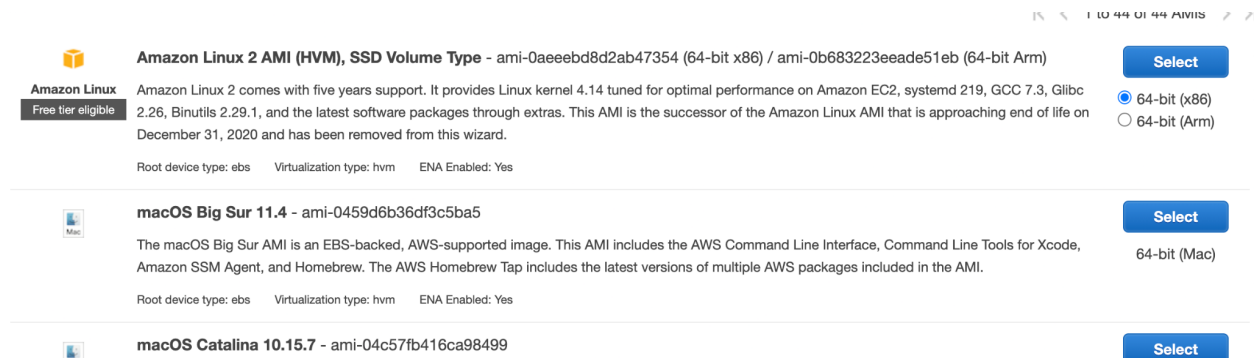 1 to 44 of 44 AMIs
Amazon Linux 2 AMI (HVM), SSD Volume Type - ami-0aeeebd8d2ab47354 (64-bit x86) / ami-0b683223eeade51eb (64-bit Arm)
Select
Amazon Linux
Free tier eligible
Amazon Linux 2 comes with five years support. It provides Linux kernel 4.14 tuned for optimal performance on Amazon EC2, systemd 219, GCC 7.3, Glibc
2.26, Binutils 2.29.1, and the latest software packages through extras. This AMI is the successor of the Amazon Linux AMI that is approaching end of life on
December 31, 2020 and has been removed from this wizard.
64-bit (x86)
64-bit (Arm)
Root device type: ebs Virtualization type: hvm ENA Enabled: Yes
macOS Big Sur 11.4 - ami-0459d6b36df3c5ba5
Select
Mac
The macOS Big Sur AMI is an EBS-backed, AWS-supported image. This AMI includes the AWS Command Line Interface, Command Line Tools for Xcode,
Amazon SSM Agent, and Homebrew. The AWS Homebrew Tap includes the latest versions of multiple AWS packages included in the AMI.
64-bit (Mac)
Root device type: ebs Virtualization type: hvm ENA Enabled: Yes
macOS Catalina 10.15.7 - ami-04c57fb416ca98499
Select